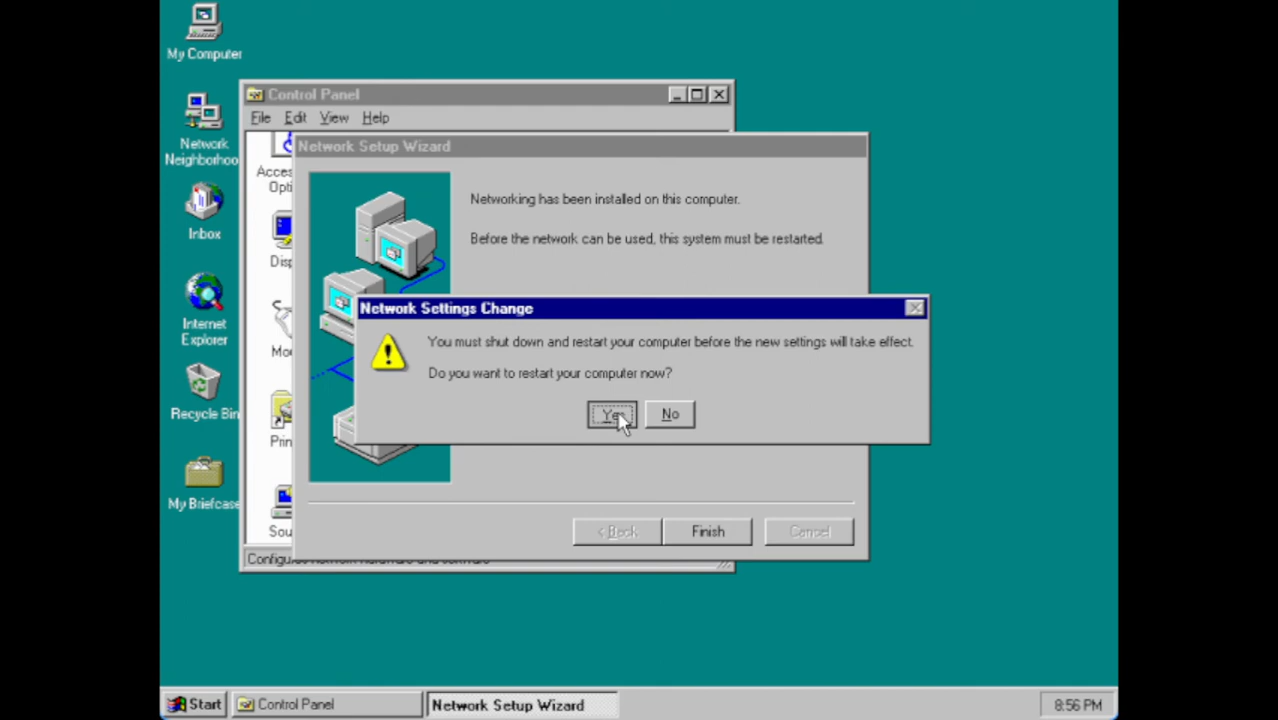 My Computer
Network
Neighborhoo
Inbox
Internet
Explorer
Recycle Bin
My Briefcase
Control Panel
File Edit View Help
Network Setup Wizard
Networking has been installed on this computer.
Before the network can be used, this system must be restarted.
Network Settings Change
You must shut down and restart your computer before the new settings will take effect.
Do you want to restart your computer now?
Yes No
< Back Finish Cancel
Start Control Panel Network Setup Wizard 8:56 PM